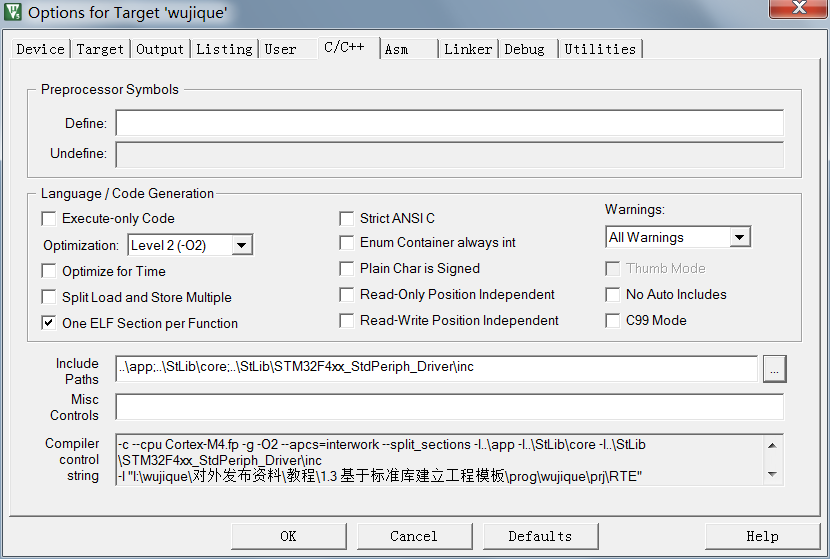 Options for Target 'wujique'
Device Target Output Listing User C/C++ Asm Linker Debug Utilities
Preprocessor Symbols
Define:
Undefine:
Language / Code Generation
Execute-only Code
Optimization: Level 2 (-O2)
Optimize for Time
Split Load and Store Multiple
One ELF Section per Function
Strict ANSI C
Enum Container always int
Plain Char is Signed
Read-Only Position Independent
Read-Write Position Independent
Warnings:
All Warnings
Thumb Mode
No Auto Includes
C99 Mode
Include
Paths
..\app;..\StLib\core;..\StLib\STM32F4xx_StdPeriph_Driver\inc
...
Misc
Controls
Compiler
control
string
-c --cpu Cortex-M4.fp -g -O2 --apcs=interwork --split_sections -I..\app -I..\StLib\core -I..\StLib
\STM32F4xx_StdPeriph_Driver\inc
-I "I:\wujique\对外发布资料\教程\1.3 基于标准库建立工程模板\prog\wujique\prj\RTE"
OK Cancel Defaults Help